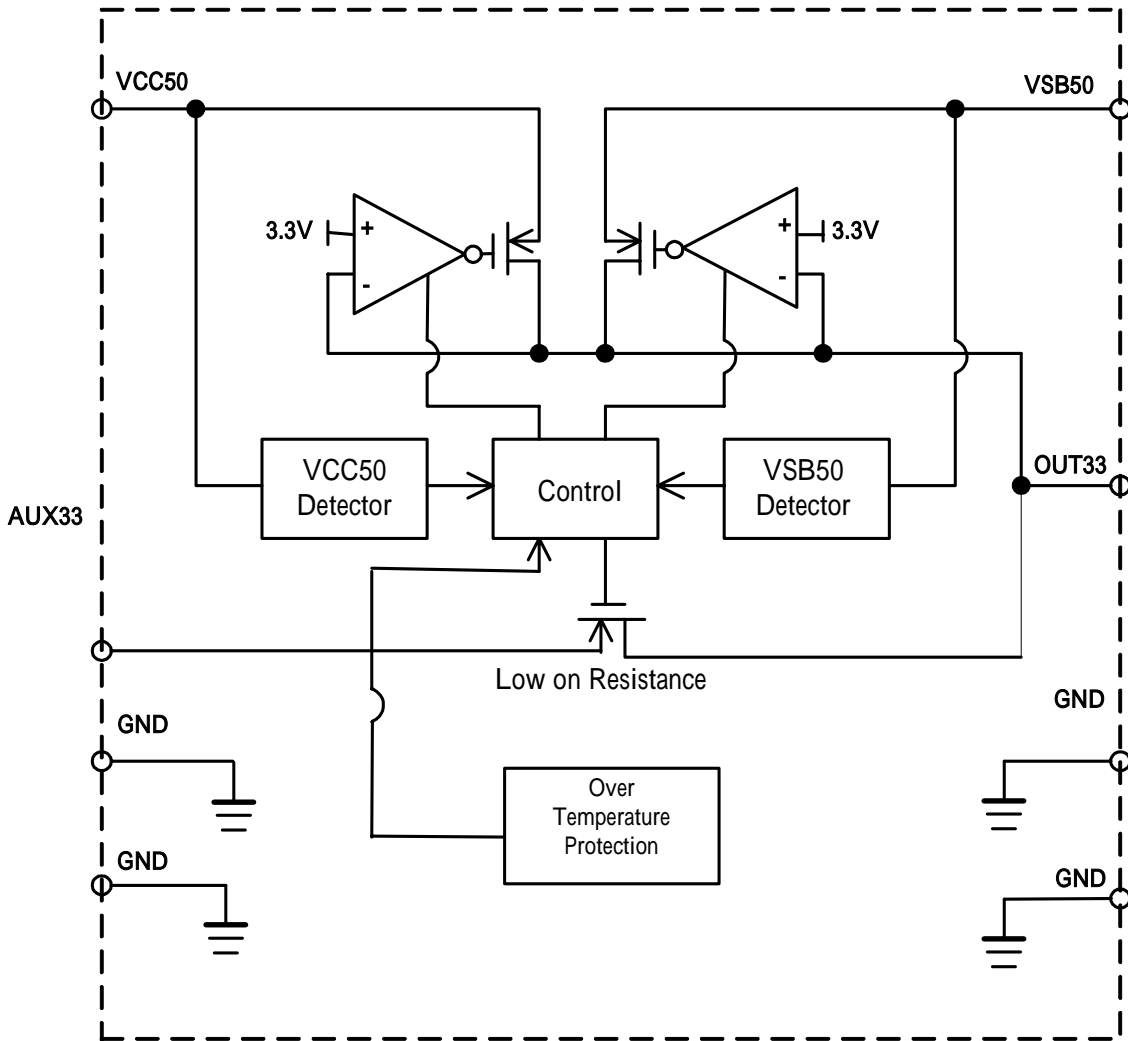 VCC50
VSB50
3.3V
+
-
+
-
3.3V
VCC50
Detector
Control
VSB50
Detector
OUT33
AUX33
Low on Resistance
GND
GND
Over
Temperature
Protection
GND
GND